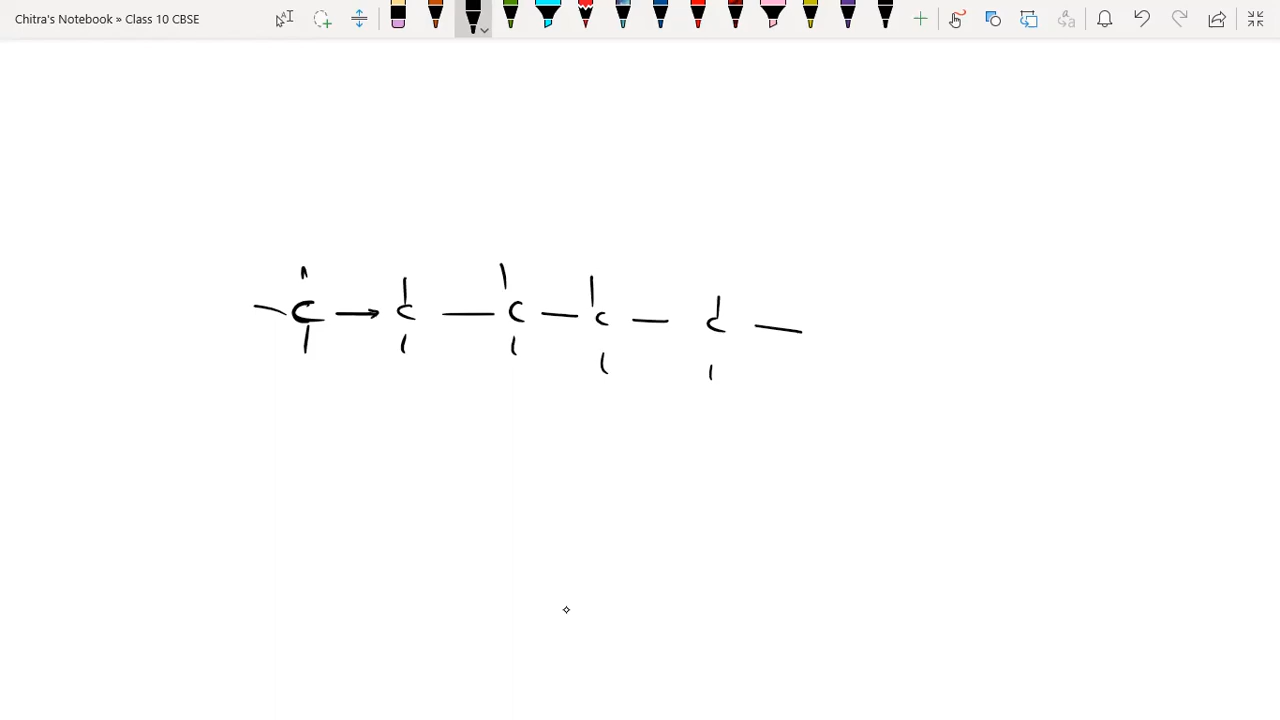 Chitra's Notebook » Class 10 CBSE
C → C — C — C — C —